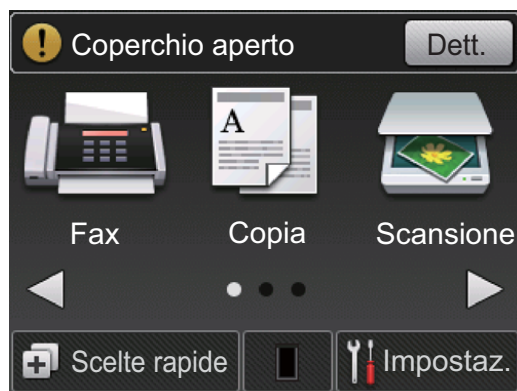 Coperchio aperto Dett.
A
Fax Copia Scansione
Scelte rapide Impostaz.